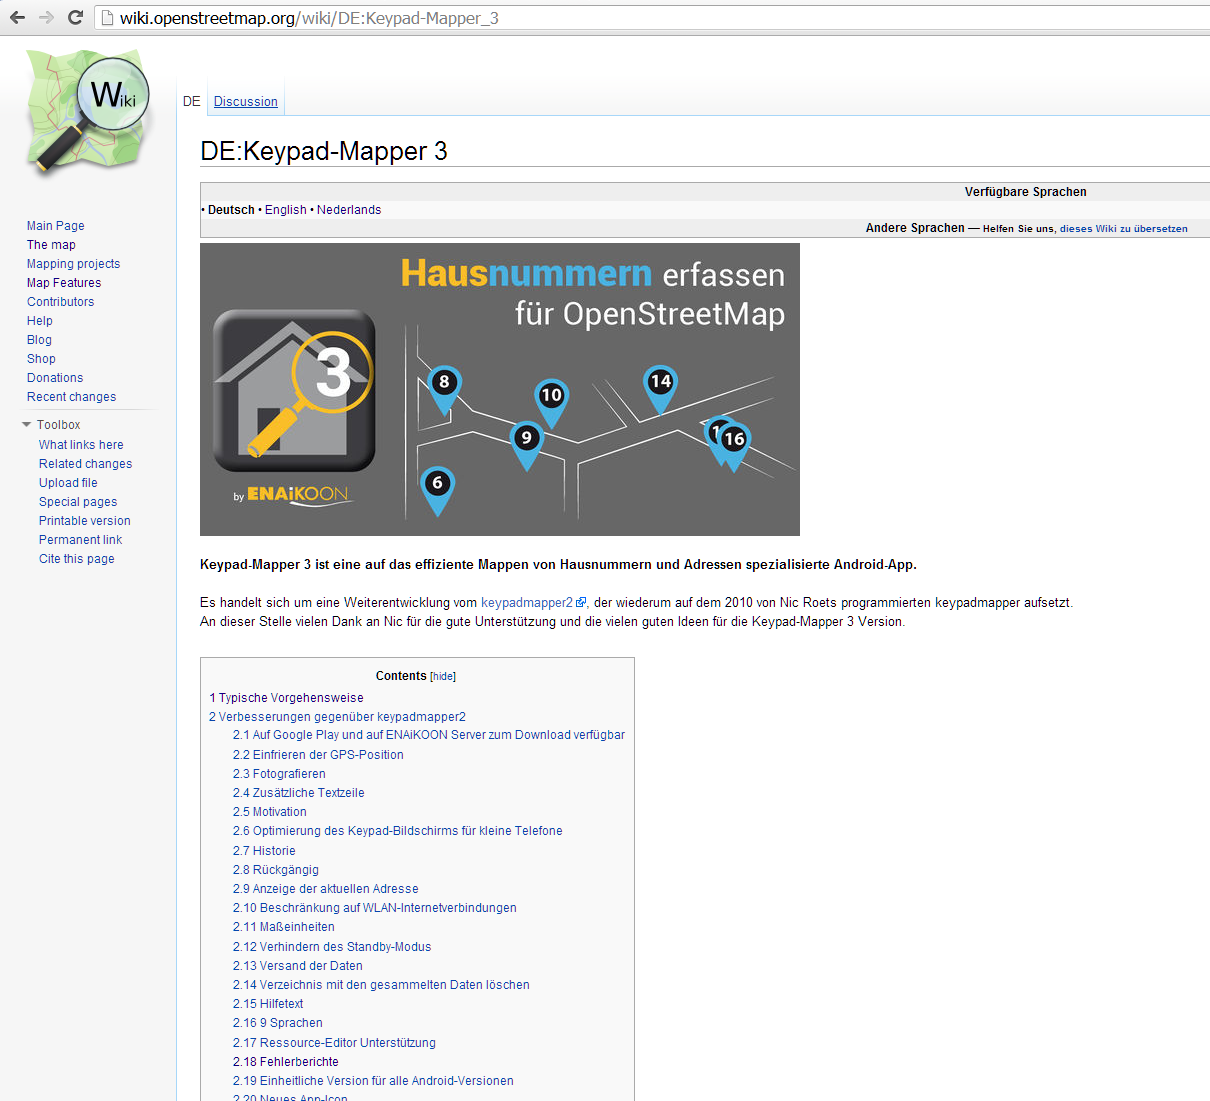 wiki.openstreetmap.org/wiki/DE:Keypad-Mapper_3
Wiki
DE Discussion
DE:Keypad-Mapper 3
Verfügbare Sprachen
• Deutsch • English • Nederlands
Andere Sprachen — Helfen Sie uns, dieses Wiki zu übersetzen
Main Page
The map
Mapping projects
Map Features
Contributors
Help
Blog
Shop
Donations
Recent changes
Toolbox
What links here
Related changes
Upload file
Special pages
Printable version
Permanent link
Cite this page
Hausnummern erfassen
für OpenStreetMap
3
8
10
14
9
16
6
by ENAiKOON
Keypad-Mapper 3 ist eine auf das effiziente Mappen von Hausnummern und Adressen spezialisierte Android-App.
Es handelt sich um eine Weiterentwicklung vom keypadmapper2, der wiederum auf dem 2010 von Nic Roets programmierten keypadmapper aufsetzt.
An dieser Stelle vielen Dank an Nic für die gute Unterstützung und die vielen guten Ideen für die Keypad-Mapper 3 Version.
Contents [hide]
1 Typische Vorgehensweise
2 Verbesserungen gegenüber keypadmapper2
2.1 Auf Google Play und auf ENAiKOON Server zum Download verfügbar
2.2 Einfrieren der GPS-Position
2.3 Fotografieren
2.4 Zusätzliche Textzeile
2.5 Motivation
2.6 Optimierung des Keypad-Bildschirms für kleine Telefone
2.7 Historie
2.8 Rückgängig
2.9 Anzeige der aktuellen Adresse
2.10 Beschränkung auf WLAN-Internetverbindungen
2.11 Maßeinheiten
2.12 Verhindern des Standby-Modus
2.13 Versand der Daten
2.14 Verzeichnis mit den gesammelten Daten löschen
2.15 Hilfetext
2.16 9 Sprachen
2.17 Ressource-Editor Unterstützung
2.18 Fehlerberichte
2.19 Einheitliche Version für alle Android-Versionen
2.20 Neues App-Icon